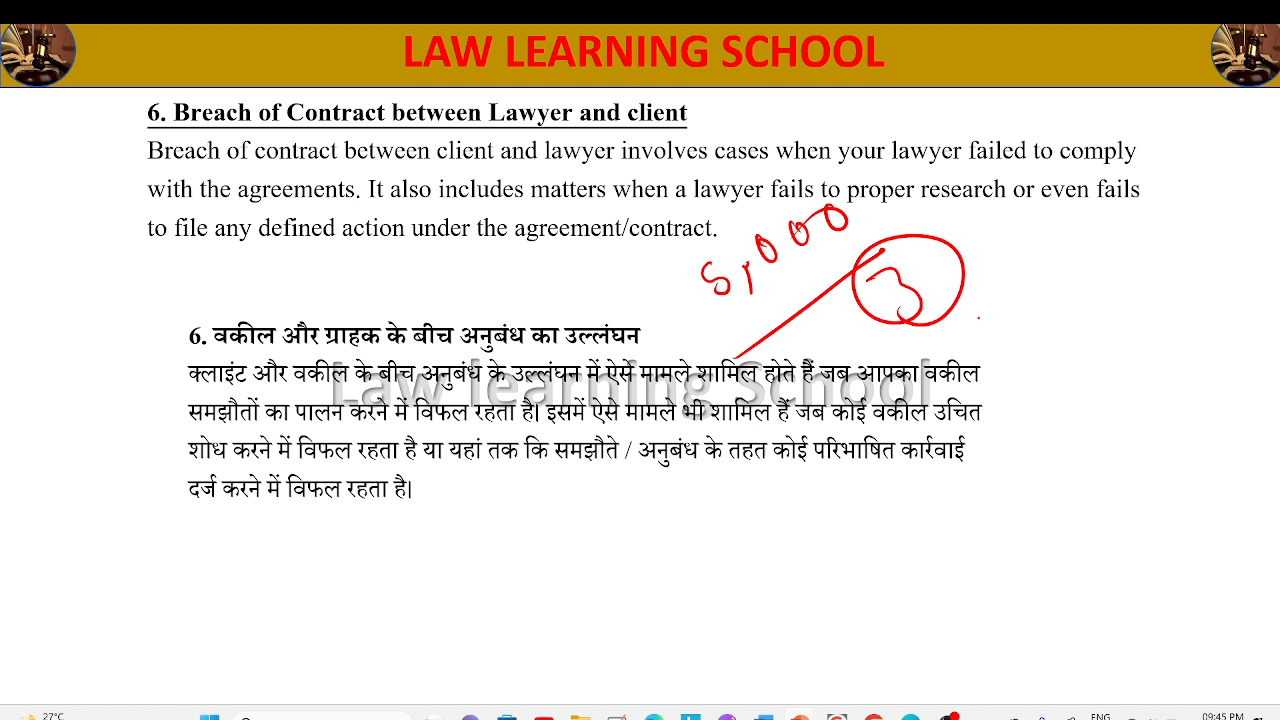 LAW LEARNING SCHOOL
6. Breach of Contract between Lawyer and client
Breach of contract between client and lawyer involves cases when your lawyer failed to comply
with the agreements. It also includes matters when a lawyer fails to proper research or even fails
to file any defined action under the agreement/contract.
5,000
3
6. वकील और ग्राहक के बीच अनुबंध का उल्लंघन
क्लाइंट और वकील के बीच अनुबंध के उल्लंघन में ऐसे मामले शामिल होते हैं जब आपका वकील
Law learning School
समझौतों का पालन करने में विफल रहता है। इसमें ऐसे मामले भी शामिल हैं जब कोई वकील उचित
शोध करने में विफल रहता है या यहां तक कि समझौते / अनुबंध के तहत कोई परिभाषित कार्रवाई
दर्ज करने में विफल रहता है।
27°C
ENG
09:45 PM